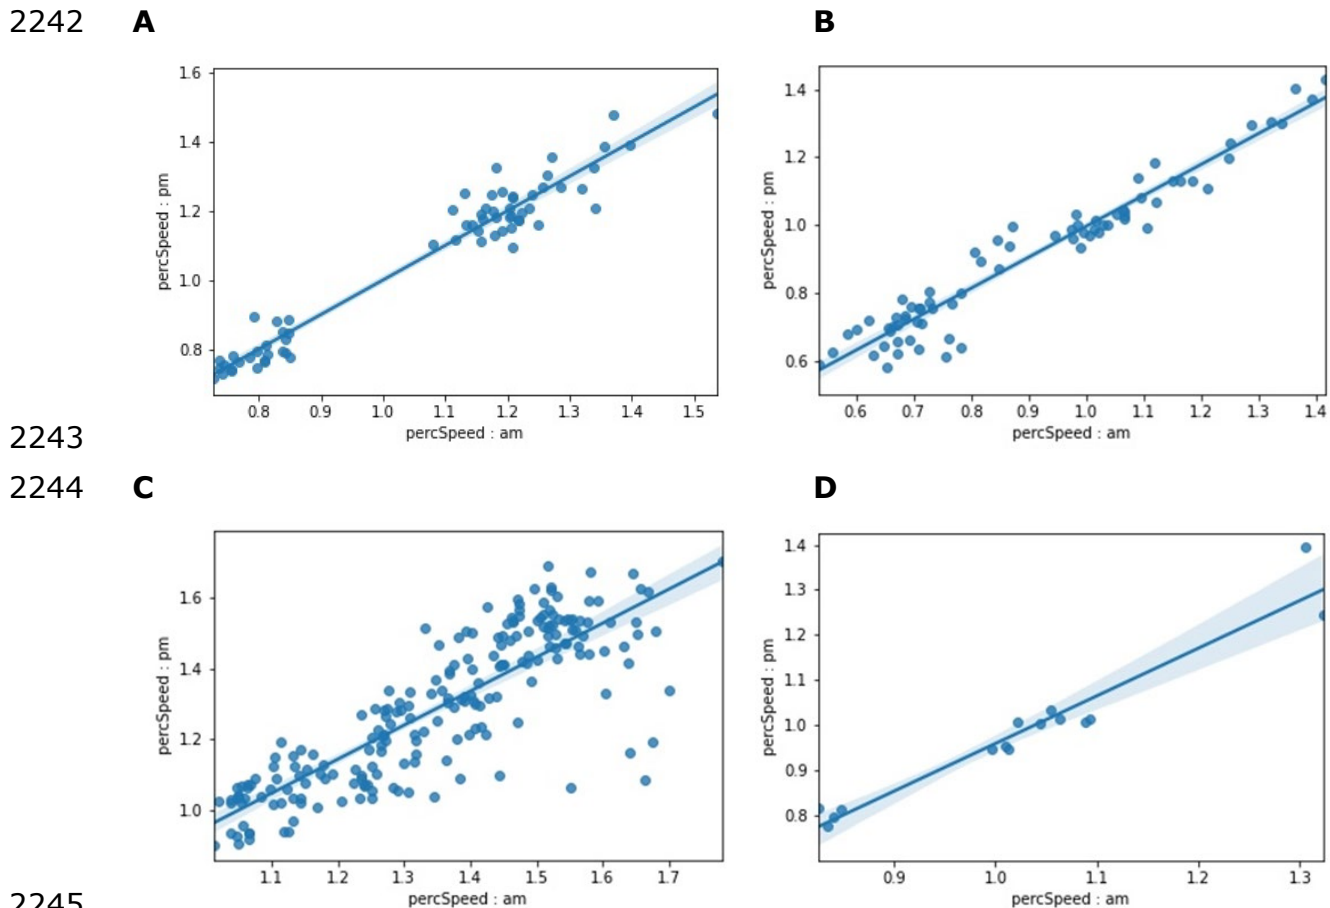 2242 A B
1.6
1.4
1.2
1.0
0.8
percSpeed : pm
0.8 0.9 1.0 1.1 1.2 1.3 1.4 1.5
percSpeed : am
1.4
1.2
1.0
0.8
0.6
percSpeed : pm
0.6 0.7 0.8 0.9 1.0 1.1 1.2 1.3 1.4
percSpeed : am
2243
2244 C D
1.6
1.4
1.2
1.0
percSpeed : pm
1.1 1.2 1.3 1.4 1.5 1.6 1.7
percSpeed : am
1.4
1.3
1.2
1.1
1.0
0.9
0.8
percSpeed : pm
0.9 1.0 1.1 1.2 1.3
percSpeed : am
2245